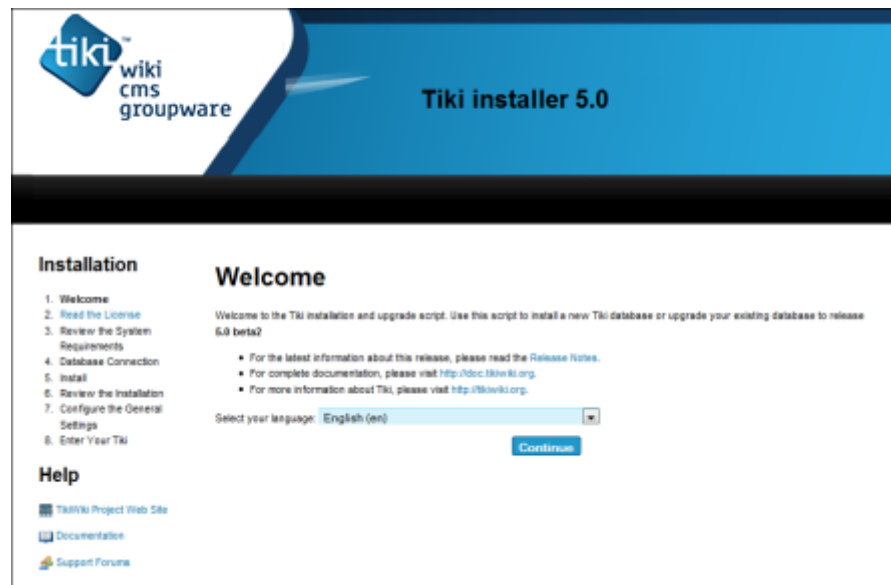 tiki™
wiki
cms
groupware
Tiki installer 5.0
Installation
1. Welcome
2. Read the License
3. Review the System
Requirements
4. Database Connection
5. Install
6. Review the Installation
7. Configure the General
Settings
8. Enter Your Tiki
Help
TikiWiki Project Web Site
Documentation
Support Forums
Welcome
Welcome to the Tiki installation and upgrade script. Use this script to install a new Tiki database or upgrade your existing database to release
5.0 beta2
• For the latest information about this release, please read the Release Notes.
• For complete documentation, please visit http://doc.tikiwiki.org.
• For more information about Tiki, please visit http://tikiwiki.org.
Select your language: English (en)
Continue